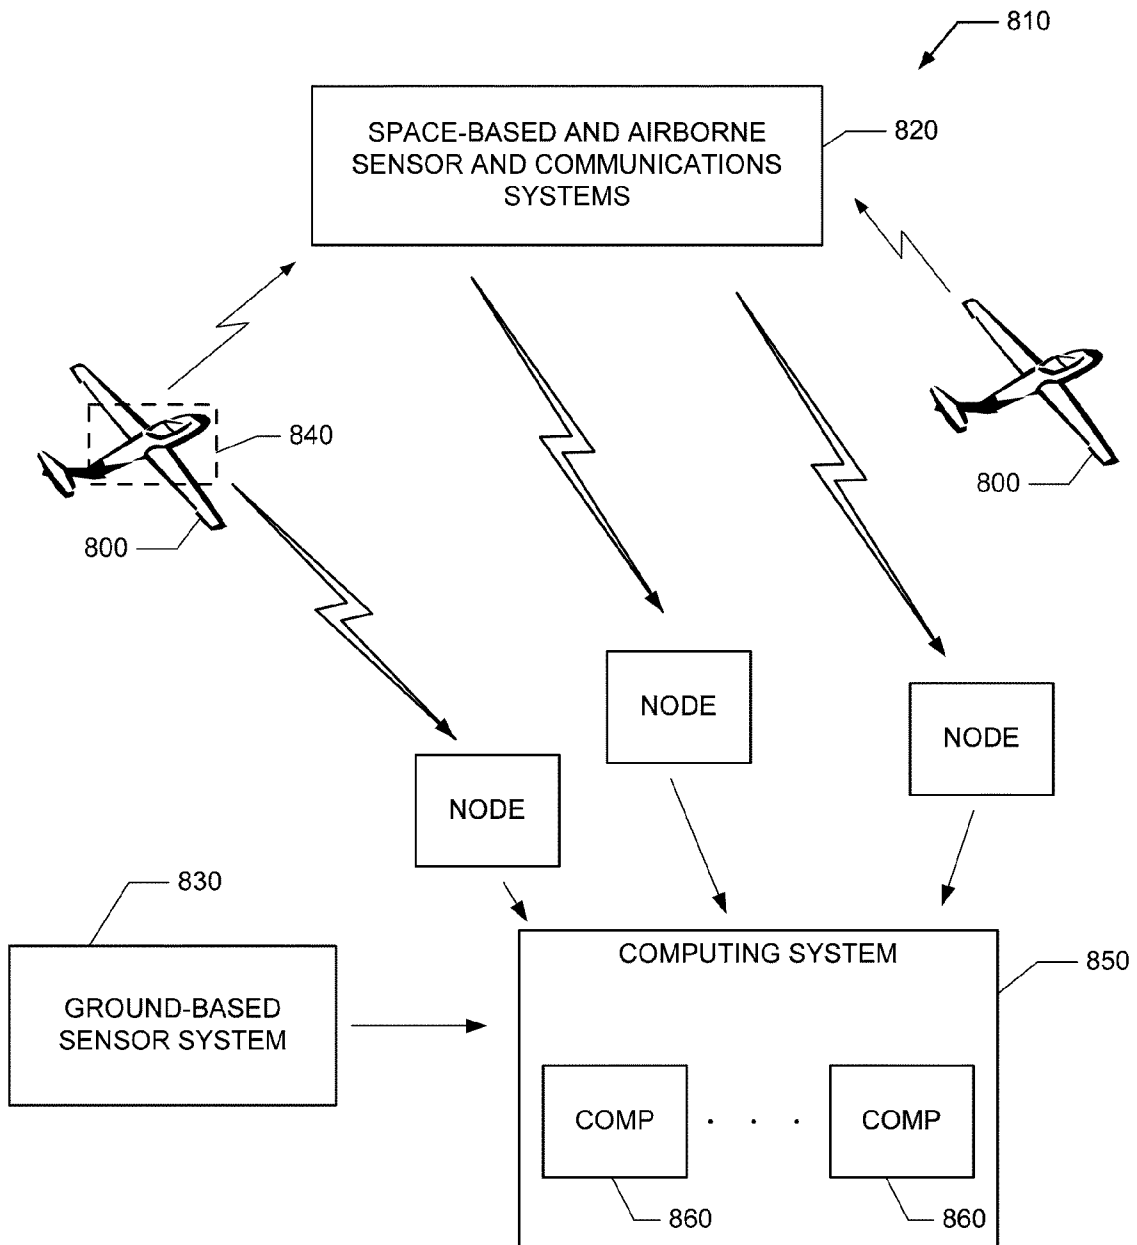 810
SPACE-BASED AND AIRBORNE
SENSOR AND COMMUNICATIONS
SYSTEMS
820
840
800
800
NODE
NODE
NODE
830
GROUND-BASED
SENSOR SYSTEM
COMPUTING SYSTEM
850
COMP
. . .
COMP
860
860